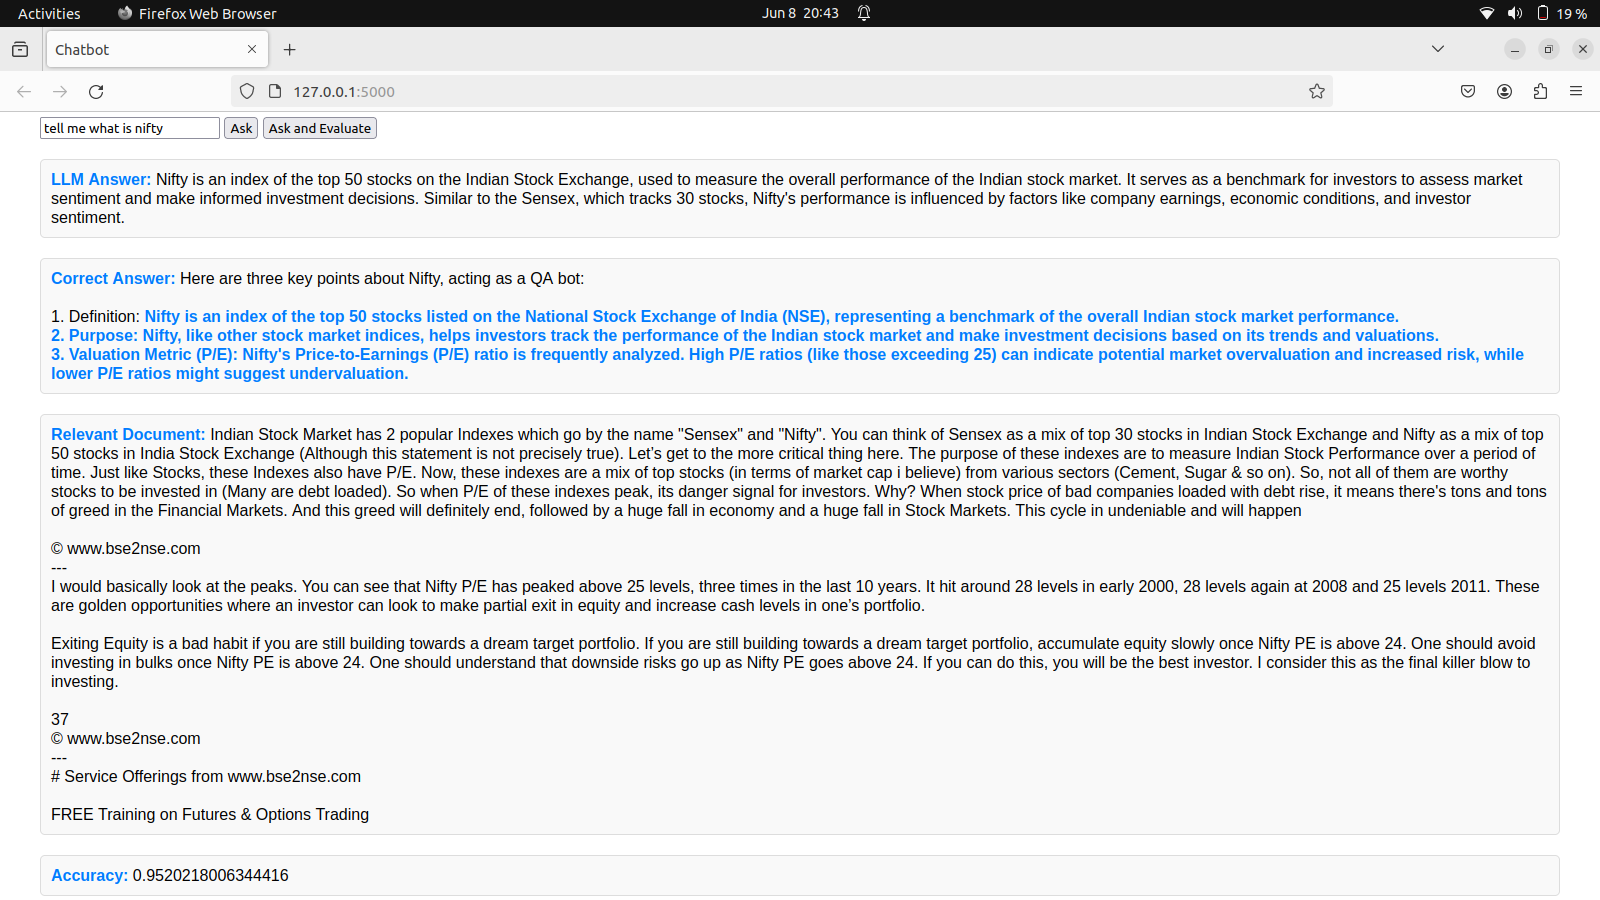 Activities
Firefox Web Browser
Jun 8 20:43
19 %
Chatbot
127.0.0.1:5000
tell me what is nifty
Ask
Ask and Evaluate
LLM Answer: Nifty is an index of the top 50 stocks on the Indian Stock Exchange, used to measure the overall performance of the Indian stock market. It serves as a benchmark for investors to assess market
sentiment and make informed investment decisions. Similar to the Sensex, which tracks 30 stocks, Nifty's performance is influenced by factors like company earnings, economic conditions, and investor
sentiment.
Correct Answer: Here are three key points about Nifty, acting as a QA bot:
1. Definition: Nifty is an index of the top 50 stocks listed on the National Stock Exchange of India (NSE), representing a benchmark of the overall Indian stock market performance.
2. Purpose: Nifty, like other stock market indices, helps investors track the performance of the Indian stock market and make investment decisions based on its trends and valuations.
3. Valuation Metric (P/E): Nifty's Price-to-Earnings (P/E) ratio is frequently analyzed. High P/E ratios (like those exceeding 25) can indicate potential market overvaluation and increased risk, while
lower P/E ratios might suggest undervaluation.
Relevant Document: Indian Stock Market has 2 popular Indexes which go by the name "Sensex" and "Nifty". You can think of Sensex as a mix of top 30 stocks in Indian Stock Exchange and Nifty as a mix of top
50 stocks in India Stock Exchange (Although this statement is not precisely true). Let’s get to the more critical thing here. The purpose of these indexes are to measure Indian Stock Performance over a period of
time. Just like Stocks, these Indexes also have P/E. Now, these indexes are a mix of top stocks (in terms of market cap i believe) from various sectors (Cement, Sugar & so on). So, not all of them are worthy
stocks to be invested in (Many are debt loaded). So when P/E of these indexes peak, its danger signal for investors. Why? When stock price of bad companies loaded with debt rise, it means there's tons and tons
of greed in the Financial Markets. And this greed will definitely end, followed by a huge fall in economy and a huge fall in Stock Markets. This cycle in undeniable and will happen
© www.bse2nse.com
---
I would basically look at the peaks. You can see that Nifty P/E has peaked above 25 levels, three times in the last 10 years. It hit around 28 levels in early 2000, 28 levels again at 2008 and 25 levels 2011. These
are golden opportunities where an investor can look to make partial exit in equity and increase cash levels in one’s portfolio.
Exiting Equity is a bad habit if you are still building towards a dream target portfolio. If you are still building towards a dream target portfolio, accumulate equity slowly once Nifty PE is above 24. One should avoid
investing in bulks once Nifty PE is above 24. One should understand that downside risks go up as Nifty PE goes above 24. If you can do this, you will be the best investor. I consider this as the final killer blow to
investing.
37
© www.bse2nse.com
---
# Service Offerings from www.bse2nse.com
FREE Training on Futures & Options Trading
Accuracy: 0.9520218006344416